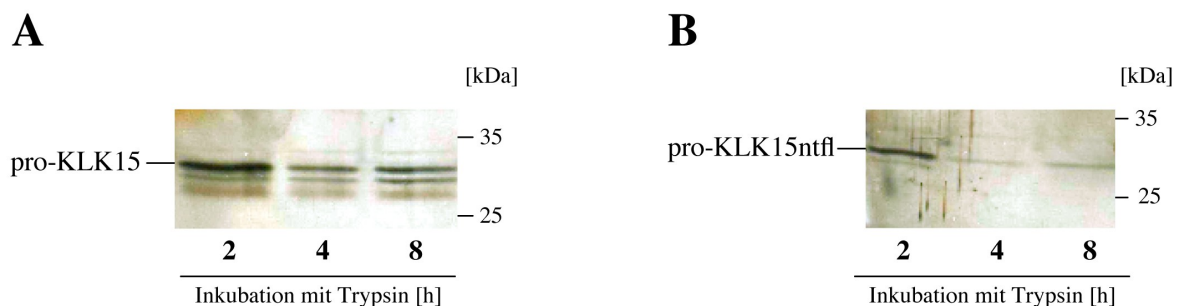 A
[kDa]
pro-KLK15
35
25
2 4 8
Inkubation mit Trypsin [h]
B
[kDa]
pro-KLK15ntfl
35
25
2 4 8
Inkubation mit Trypsin [h]